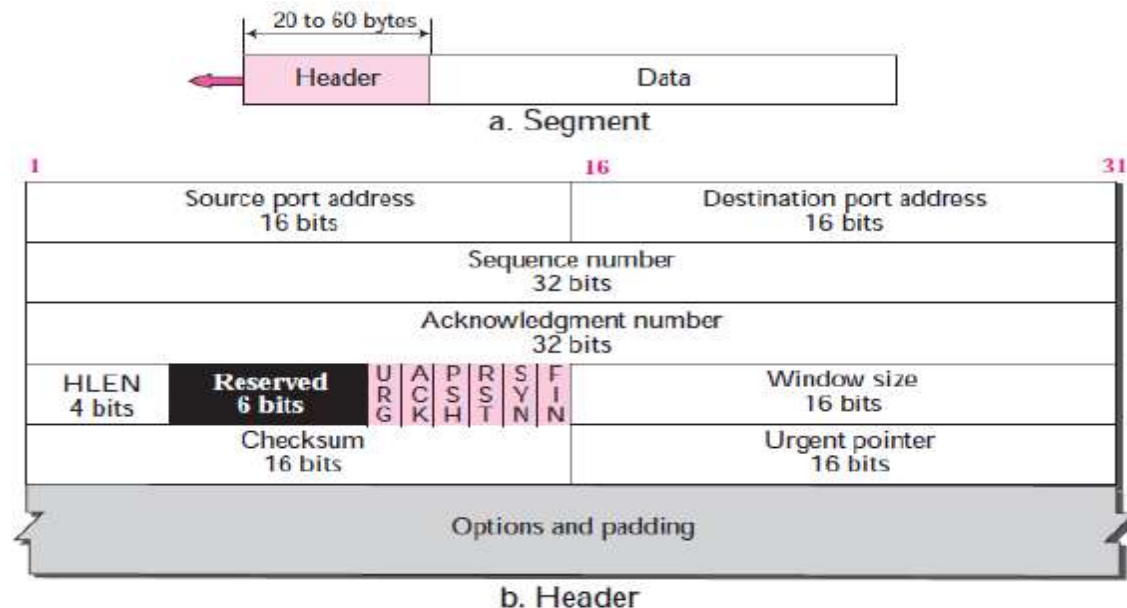 20 to 60 bytes
Header Data
a. Segment
1 16 31
Source port address Destination port address
16 bits 16 bits
Sequence number
32 bits
Acknowledgment number
32 bits
HLEN Reserved URG ACK PSH RST SYN FIN Window size
4 bits 6 bits 16 bits
Checksum Urgent pointer
16 bits 16 bits
Options and padding
b. Header